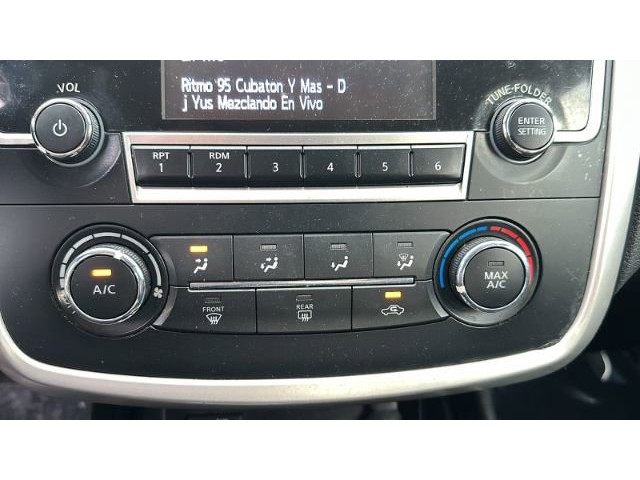 Ritmo 95 Cubaton Y Mas - D
j Yus Mezclando En Vivo
VOL
TUNE·FOLDER
ENTER
SETTING
RPT
1
RDM
2
3
4
5
6
A/C
MAX
A/C
FRONT
REAR